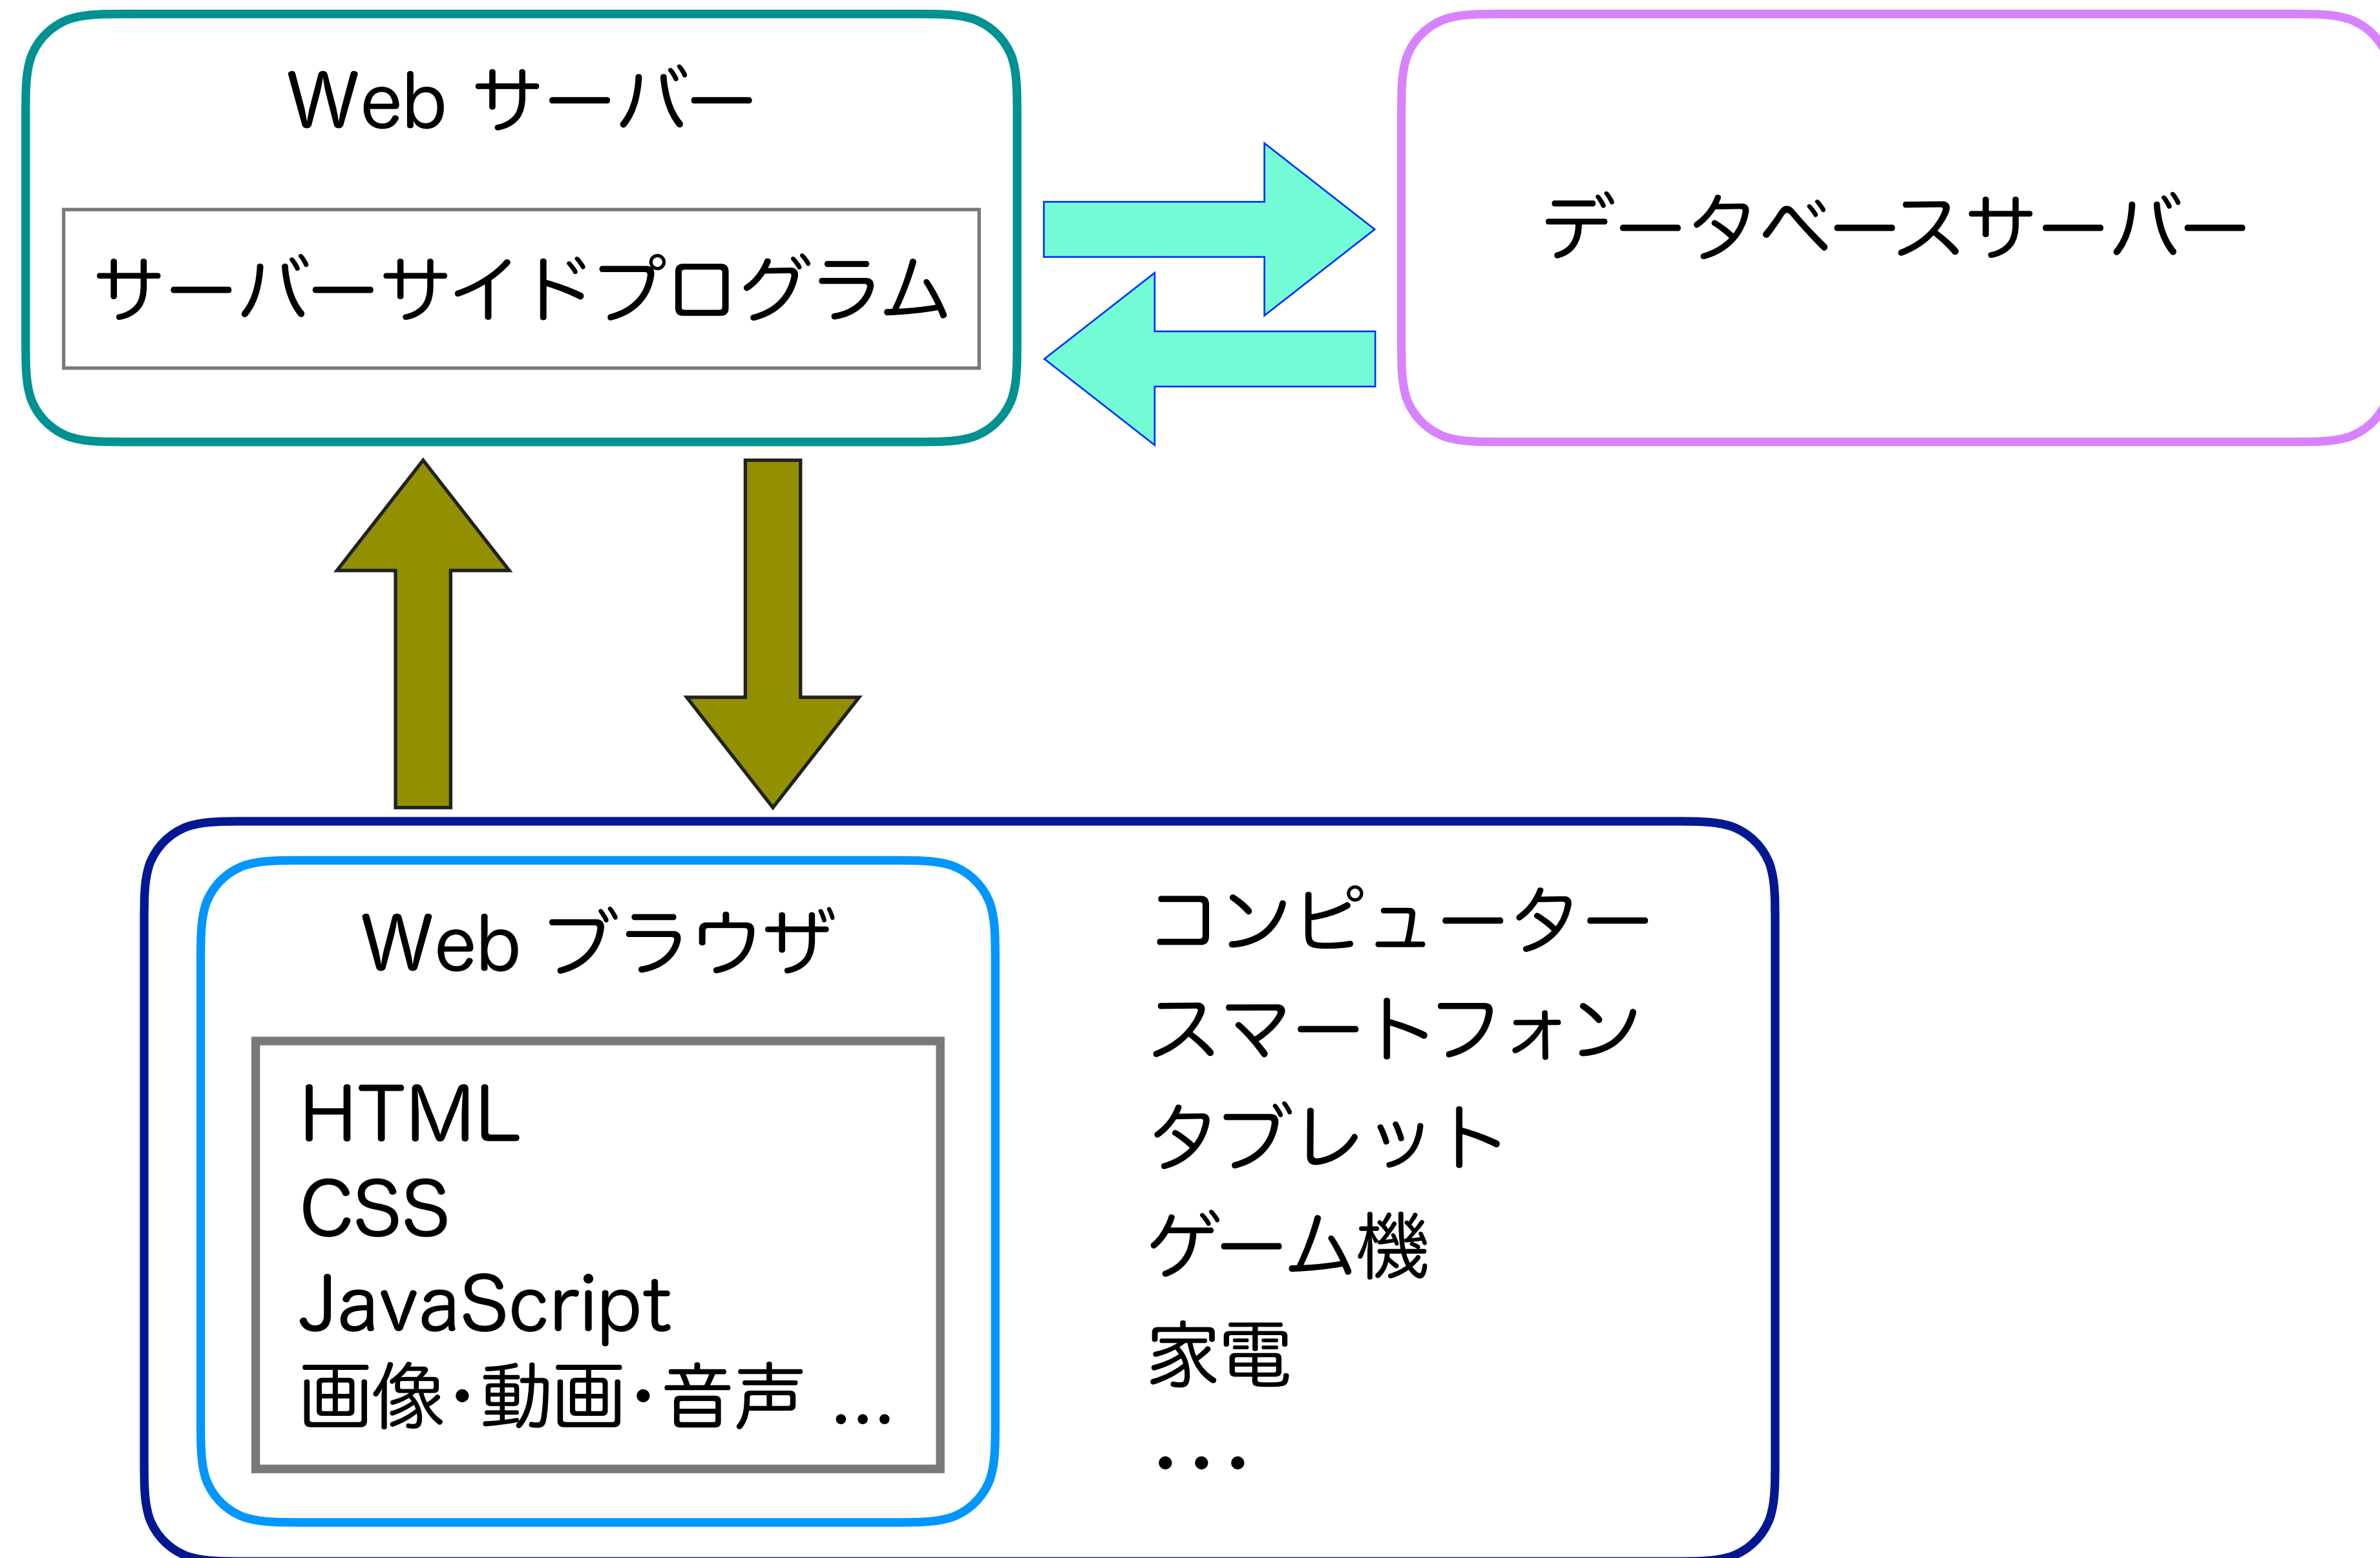 Web サーバー
サーバーサイドプログラム
データベースサーバー
Web ブラウザ
HTML
CSS
JavaScript
画像・動画・音声 …
コンピューター
スマートフォン
タブレット
ゲーム機
家電
・・・